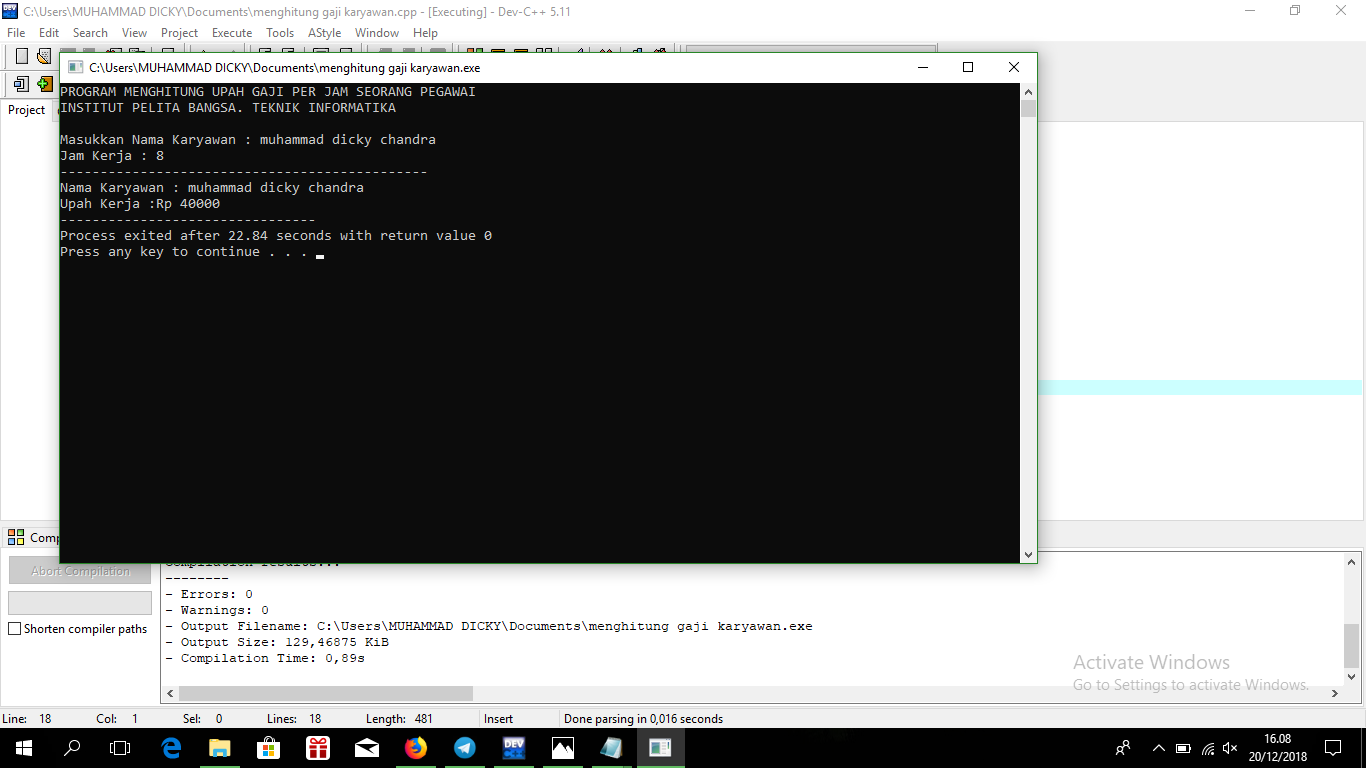 C:\Users\MUHAMMAD DICKY\Documents\menghitung gaji karyawan.cpp - [Executing] - Dev-C++ 5.11
File Edit Search View Project Execute Tools AStyle Window Help
C:\Users\MUHAMMAD DICKY\Documents\menghitung gaji karyawan.exe
Project
PROGRAM MENGHITUNG UPAH GAJI PER JAM SEORANG PEGAWAI
INSTITUT PELITA BANGSA. TEKNIK INFORMATIKA
Masukkan Nama Karyawan : muhammad dicky chandra
Jam Kerja : 8
----------------------------------------------
Nama Karyawan : muhammad dicky chandra
Upah Kerja :Rp 40000
--------------------------------
Process exited after 22.84 seconds with return value 0
Press any key to continue . . .
Comp
Abort Compilation
Shorten compiler paths
Compilation results...
--------
- Errors: 0
- Warnings: 0
- Output Filename: C:\Users\MUHAMMAD DICKY\Documents\menghitung gaji karyawan.exe
- Output Size: 129,46875 KiB
- Compilation Time: 0,89s
Activate Windows
Go to Settings to activate Windows.
Line: 18 Col: 1 Sel: 0 Lines: 18 Length: 481 Insert Done parsing in 0,016 seconds
DEV
16.08
20/12/2018